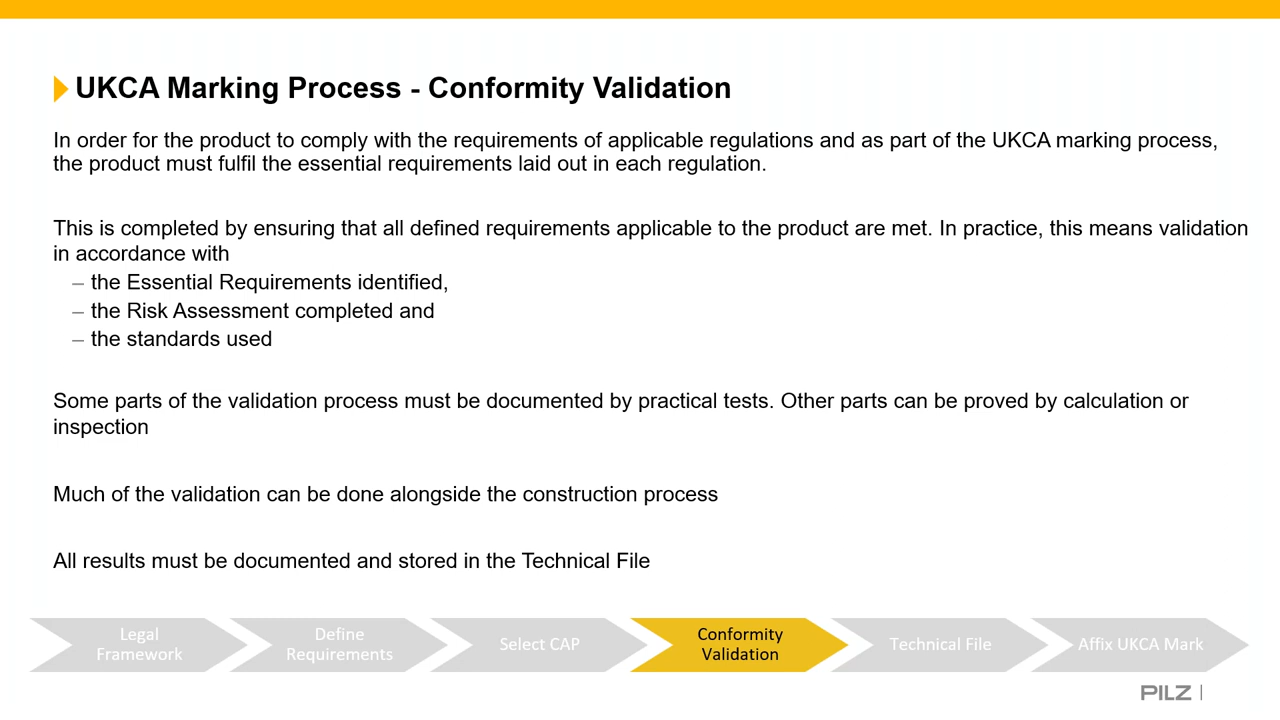 UKCA Marking Process - Conformity Validation
In order for the product to comply with the requirements of applicable regulations and as part of the UKCA marking process,
the product must fulfil the essential requirements laid out in each regulation.
This is completed by ensuring that all defined requirements applicable to the product are met. In practice, this means validation
in accordance with
– the Essential Requirements identified,
– the Risk Assessment completed and
– the standards used
Some parts of the validation process must be documented by practical tests. Other parts can be proved by calculation or
inspection
Much of the validation can be done alongside the construction process
All results must be documented and stored in the Technical File
Legal
Framework
Define
Requirements
Select CAP
Conformity
Validation
Technical File
Affix UKCA Mark
PILZ